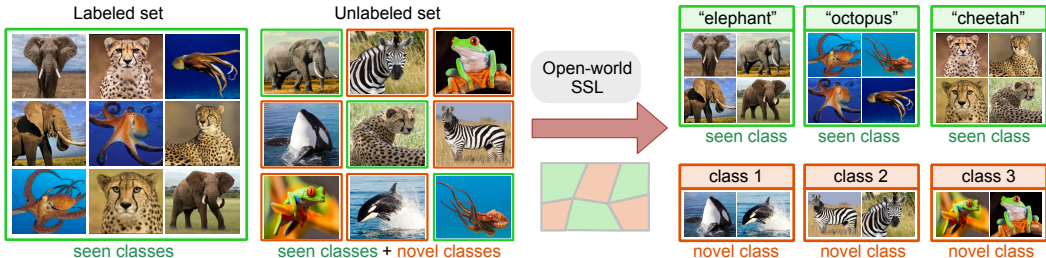 Labeled set
seen classes
Unlabeled set
seen classes + novel classes
Open-world
SSL
“elephant”
seen class
“octopus”
seen class
“cheetah”
seen class
class 1
novel class
class 2
novel class
class 3
novel class